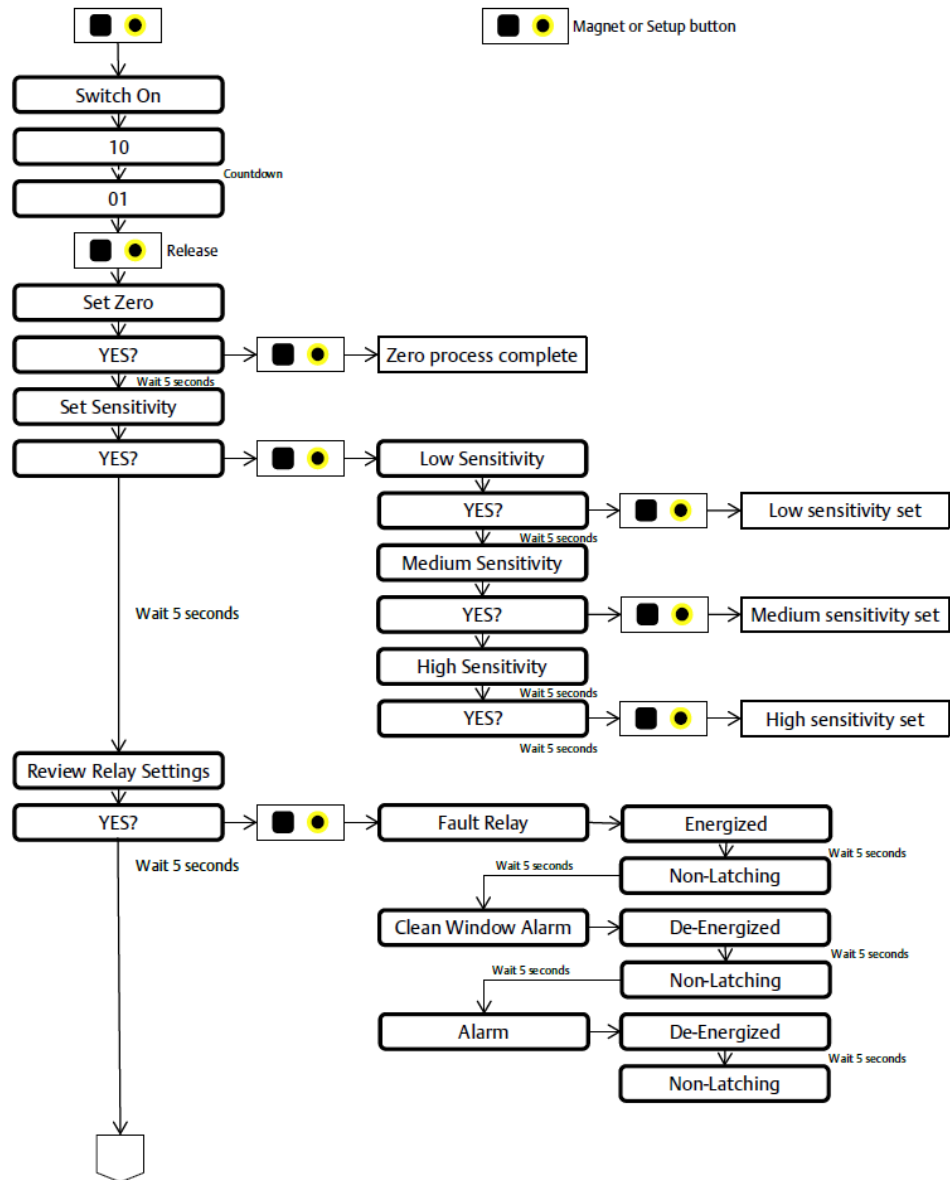 Magnet or Setup button
Switch On
10
Countdown
01
Release
Set Zero
YES?
Zero process complete
Wait 5 seconds
Set Sensitivity
YES?
Low Sensitivity
YES?
Low sensitivity set
Wait 5 seconds
Medium Sensitivity
Wait 5 seconds
YES?
Medium sensitivity set
High Sensitivity
Wait 5 seconds
YES?
High sensitivity set
Wait 5 seconds
Review Relay Settings
YES?
Fault Relay
Energized
Wait 5 seconds
Wait 5 seconds
Wait 5 seconds
Non-Latching
Clean Window Alarm
De-Energized
Wait 5 seconds
Wait 5 seconds
Non-Latching
Alarm
De-Energized
Wait 5 seconds
Non-Latching